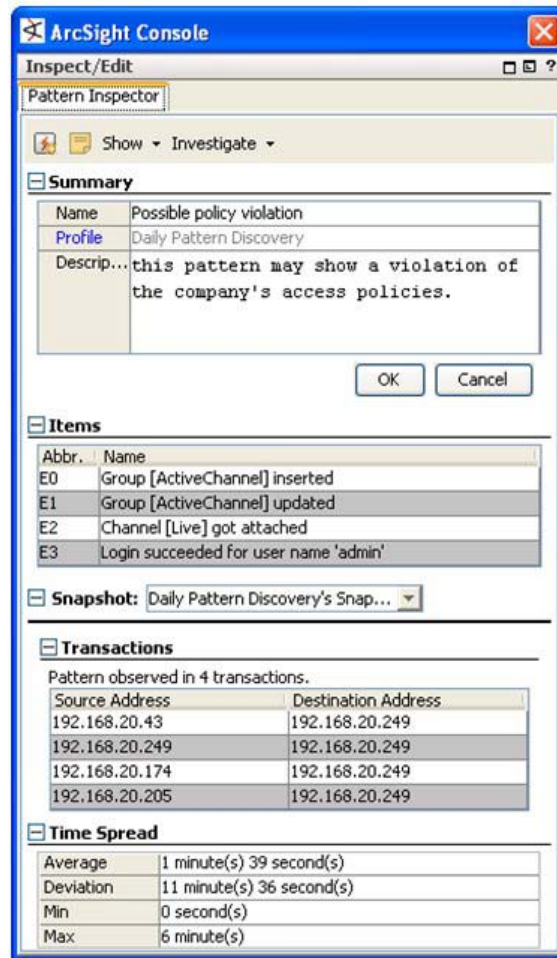 ArcSight Console
Inspect/Edit ?
Pattern Inspector
Show Investigate
Summary
Name Possible policy violation
Profile Daily Pattern Discovery
Descrip... this pattern may show a violation of
the company's access policies.
OK Cancel
Items
Abbr. Name
E0 Group [ActiveChannel] inserted
E1 Group [ActiveChannel] updated
E2 Channel [Live] got attached
E3 Login succeeded for user name 'admin'
Snapshot: Daily Pattern Discovery's Snap...
Transactions
Pattern observed in 4 transactions.
Source Address Destination Address
192.168.20.43 192.168.20.249
192.168.20.249 192.168.20.249
192.168.20.174 192.168.20.249
192.168.20.205 192.168.20.249
Time Spread
Average 1 minute(s) 39 second(s)
Deviation 11 minute(s) 36 second(s)
Min 0 second(s)
Max 6 minute(s)